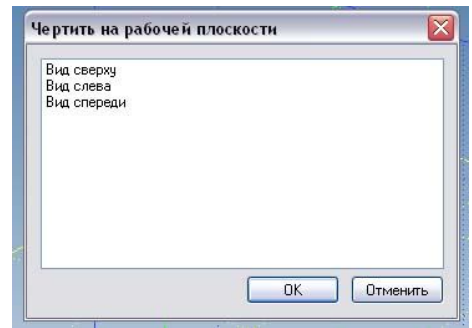 Чертить на рабочей плоскости
Вид сверху
Вид слева
Вид спереди
OK
Отменить